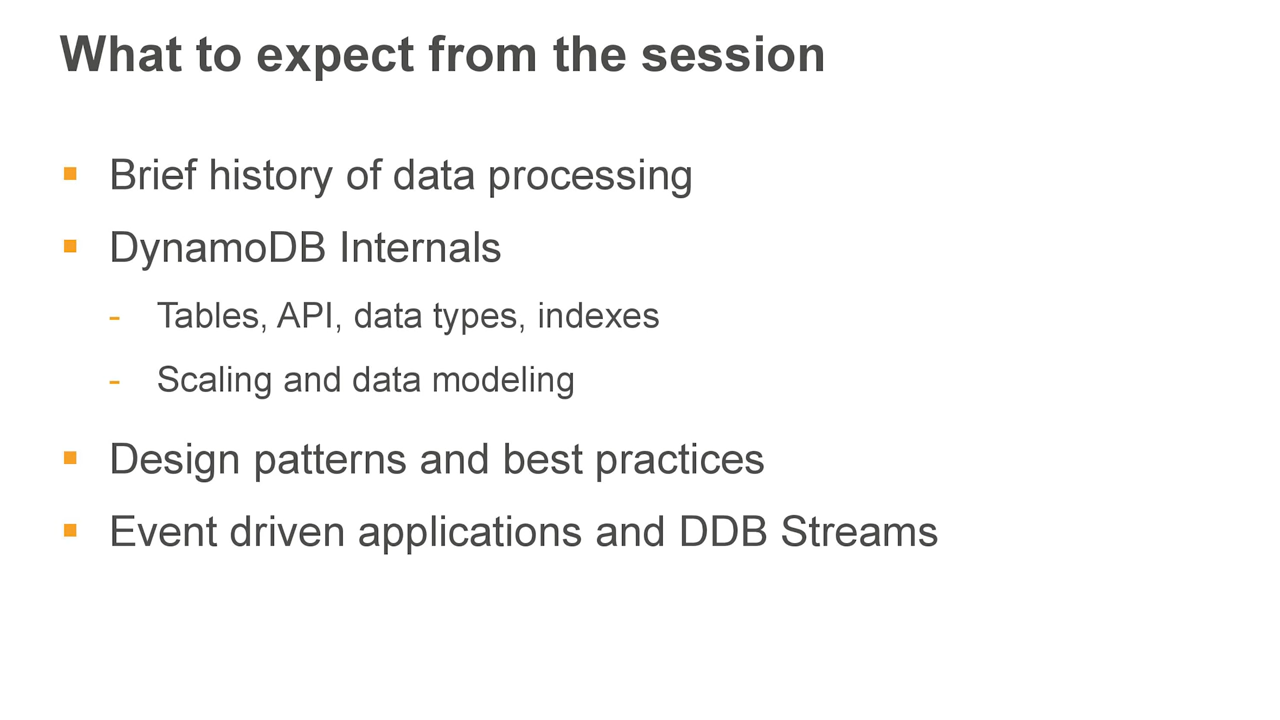 What to expect from the session
▪ Brief history of data processing
▪ DynamoDB Internals
- Tables, API, data types, indexes
- Scaling and data modeling
▪ Design patterns and best practices
▪ Event driven applications and DDB Streams